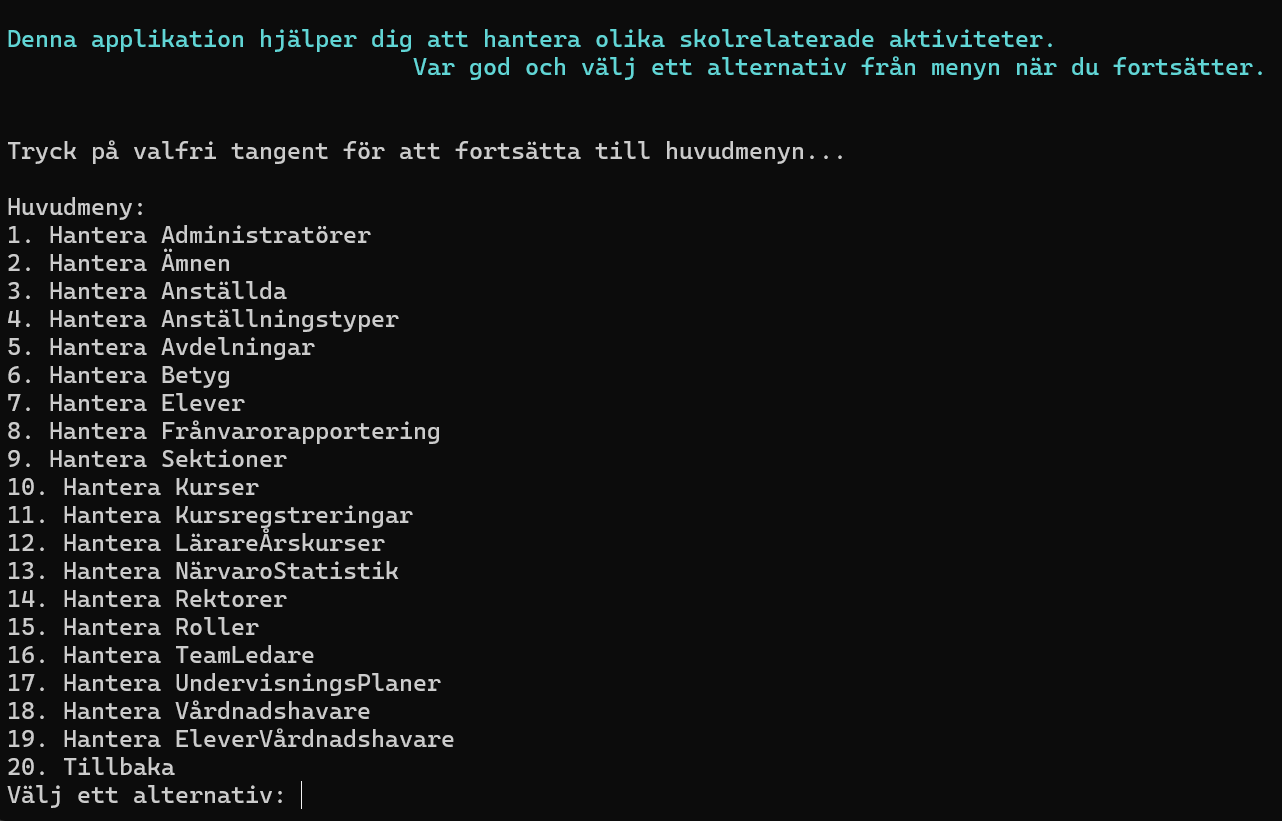 Denna applikation hjälper dig att hantera olika skolrelaterade aktiviteter.
Var god och välj ett alternativ från menyn när du fortsätter.
Tryck på valfri tangent för att fortsätta till huvudmenyn...
Huvudmeny:
1. Hantera Administratörer
2. Hantera Ämnen
3. Hantera Anställda
4. Hantera Anställningstyper
5. Hantera Avdelningar
6. Hantera Betyg
7. Hantera Elever
8. Hantera Frånvarorapportering
9. Hantera Sektioner
10. Hantera Kurser
11. Hantera Kursregstreringar
12. Hantera LärareÅrskurser
13. Hantera NärvaroStatistik
14. Hantera Rektorer
15. Hantera Roller
16. Hantera TeamLedare
17. Hantera UndervisningsPlaner
18. Hantera Vårdnadshavare
19. Hantera EleverVårdnadshavare
20. Tillbaka
Välj ett alternativ: